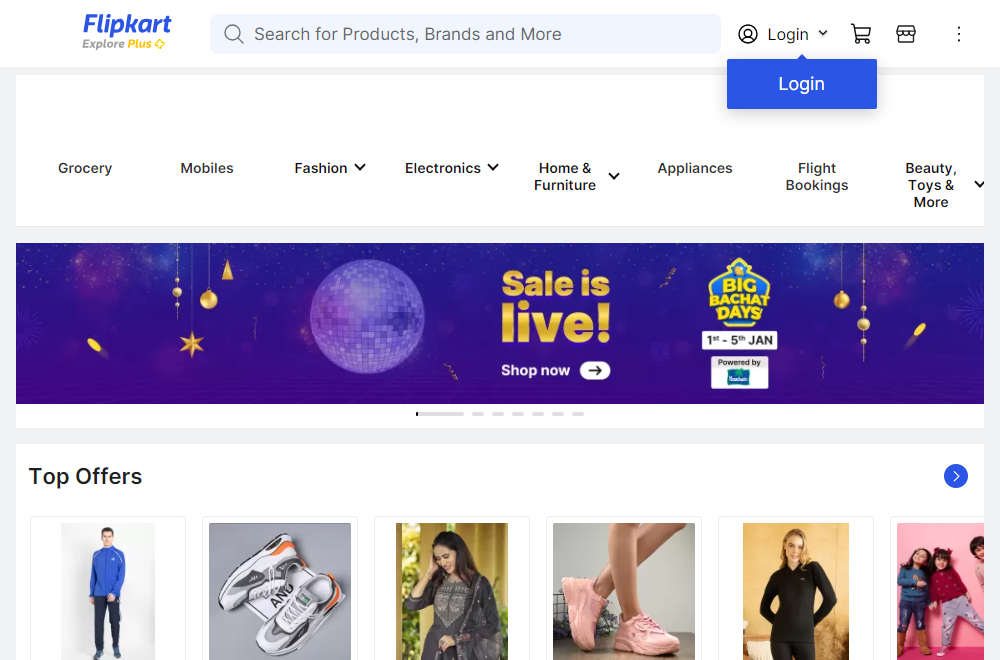 Flipkart
Explore Plus
Search for Products, Brands and More
Login
Login
Grocery
Mobiles
Fashion
Electronics
Home &
Furniture
Appliances
Flight
Bookings
Beauty,
Toys &
More
Sale is
live!
Shop now
BIG
BACHAT
DAYS
1st - 5th JAN
Powered by
Top Offers